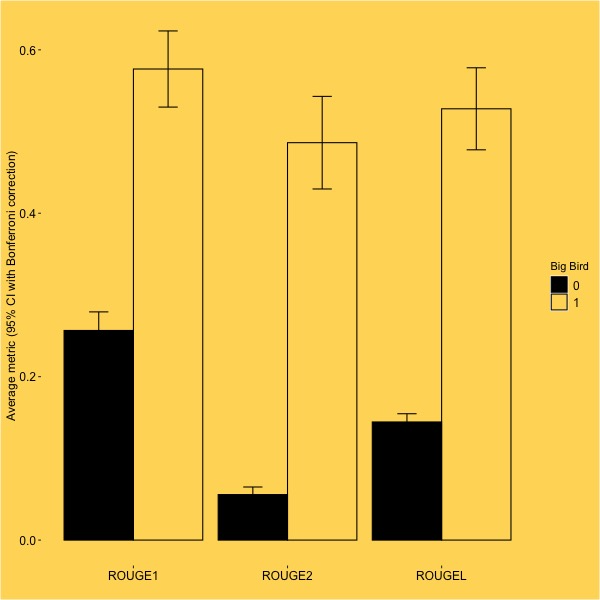 Average metric (95% CI with Bonferroni correction)
0.6
0.4
0.2
0.0
ROUGE1 ROUGE2 ROUGEL
Big Bird
0
1